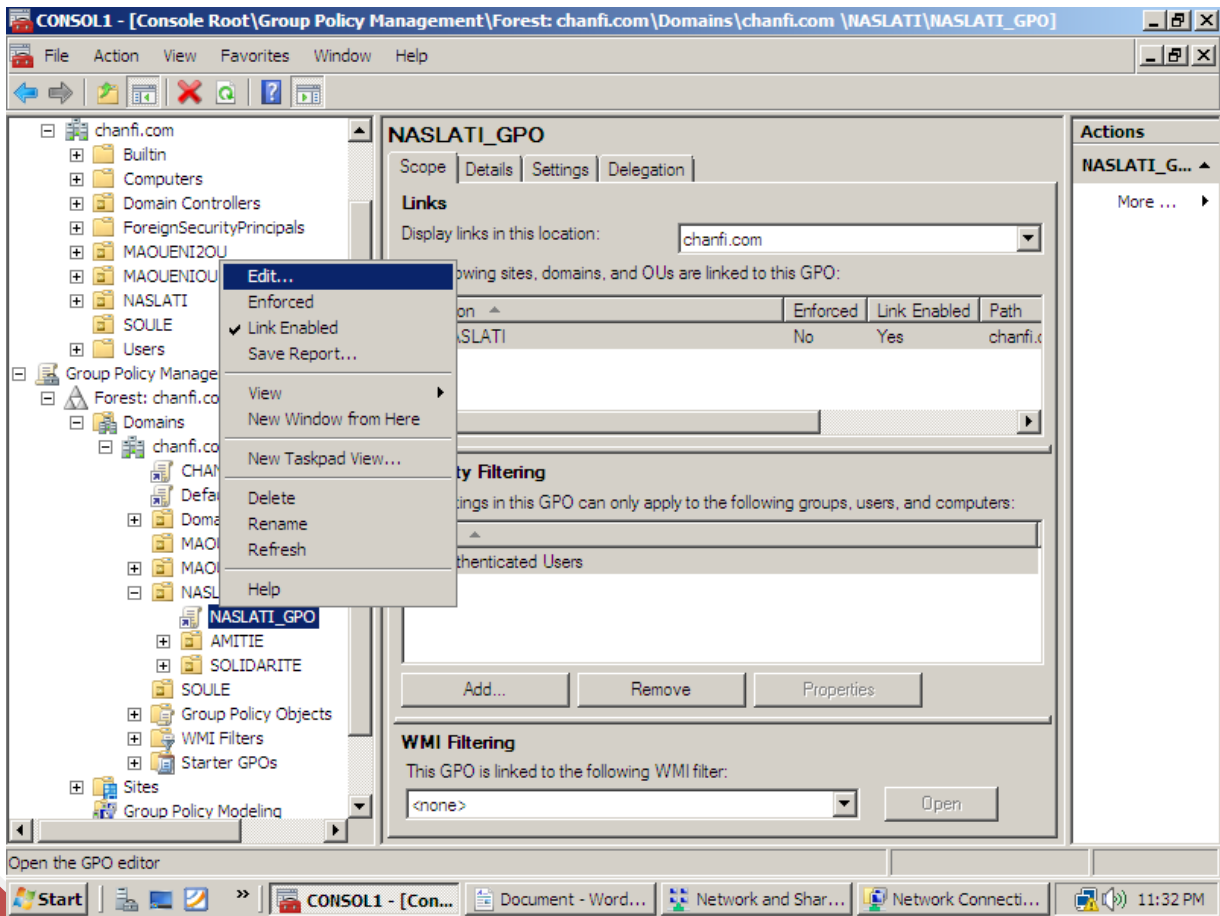 CONSOL1 - [Console Root\Group Policy Management\Forest: chanfi.com\Domains\chanfi.com \NASLATI\NASLATI_GPO]
File Action View Favorites Window Help
chanfi.com
Builtin
Computers
Domain Controllers
ForeignSecurityPrincipals
MAOUENI2OU
MAOUENIOU
NASLATI
SOULE
Users
Group Policy Manage
Forest: chanfi.co
Domains
chanfi.co
CHAN
Defau
Doma
MAOU
MAOU
NASL
NASLATI_GPO
AMITIE
SOLIDARITE
SOULE
Group Policy Objects
WMI Filters
Starter GPOs
Sites
Group Policy Modeling
Edit...
Enforced
Link Enabled
Save Report...
View
New Window from Here
New Taskpad View...
Delete
Rename
Refresh
Help
NASLATI_GPO
Scope Details Settings Delegation
Links
Display links in this location: chanfi.com
owing sites, domains, and OUs are linked to this GPO:
on Enforced Link Enabled Path
ASLATI No Yes chanfi.c
ty Filtering
tings in this GPO can only apply to the following groups, users, and computers:
thenticated Users
Add... Remove Properties
WMI Filtering
This GPO is linked to the following WMI filter:
<none> Open
Actions
NASLATI_G...
More ...
Open the GPO editor
Start » CONSOL1 - [Con... Document - Word... Network and Shar... Network Connecti... 11:32 PM